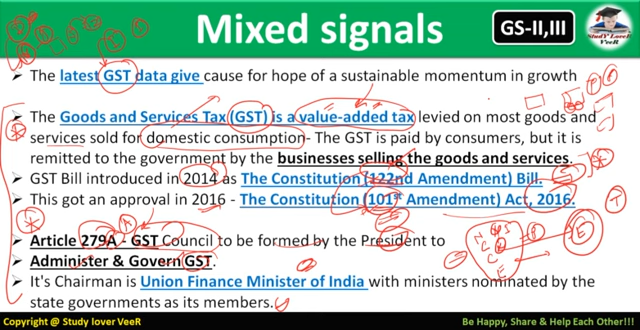 Mixed signals
GS-II,III
StudY LoveR
VeeR
➢ The latest GST data give cause for hope of a sustainable momentum in growth
➢ The Goods and Services Tax (GST) is a value-added tax levied on most goods and
services sold for domestic consumption- The GST is paid by consumers, but it is
remitted to the government by the businesses selling the goods and services.
➢ GST Bill introduced in 2014 as The Constitution (122nd Amendment) Bill.
➢ This got an approval in 2016 - The Constitution (101st Amendment) Act, 2016.
➢ Article 279A - GST Council to be formed by the President to
➢ Administer & Govern GST.
➢ It's Chairman is Union Finance Minister of India with ministers nominated by the
state governments as its members.
Copyright @ Study lover VeeR
Be Happy, Share & Help Each Other!!!